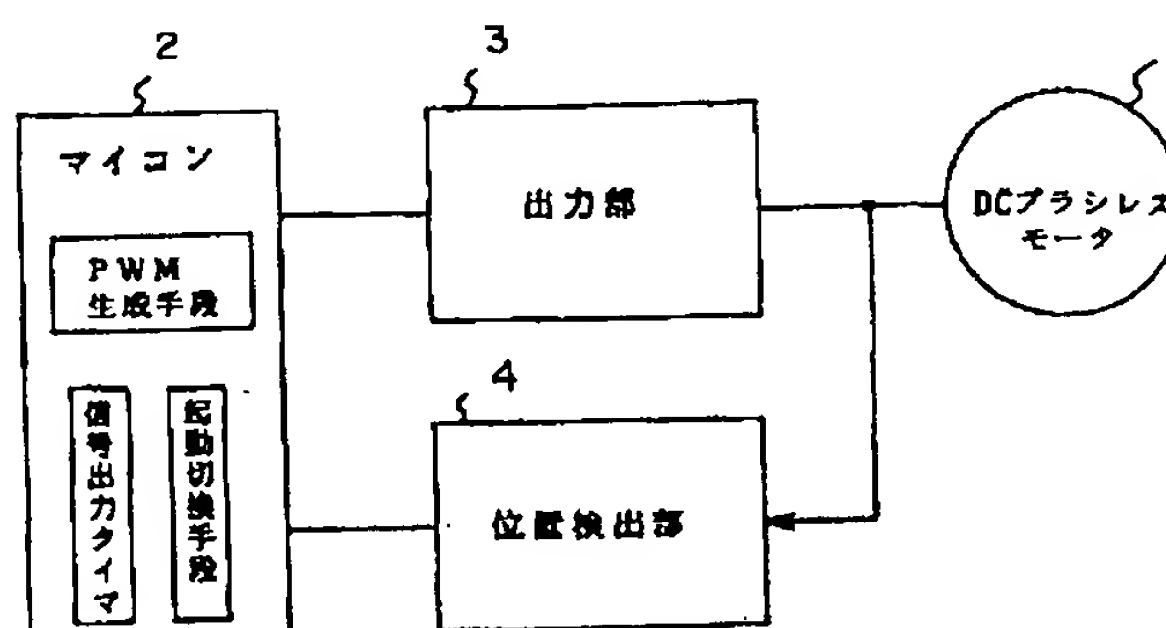 2
3
マイコン
出力部
DCブラシレス
モータ
PWM
生成手段
4
信号出力タイマ
起動切換手段
位置検出部